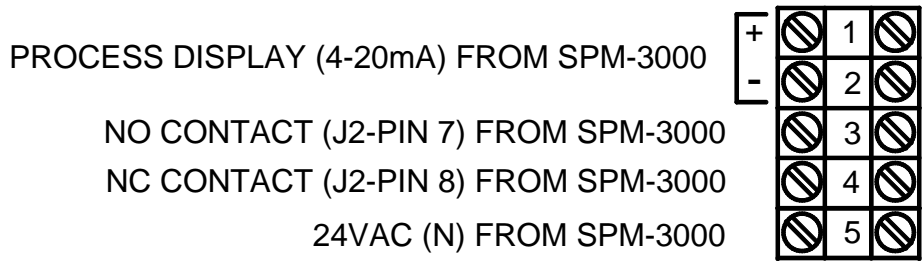 + 1
PROCESS DISPLAY (4-20mA) FROM SPM-3000
- 2
NO CONTACT (J2-PIN 7) FROM SPM-3000 3
NC CONTACT (J2-PIN 8) FROM SPM-3000 4
24VAC (N) FROM SPM-3000 5